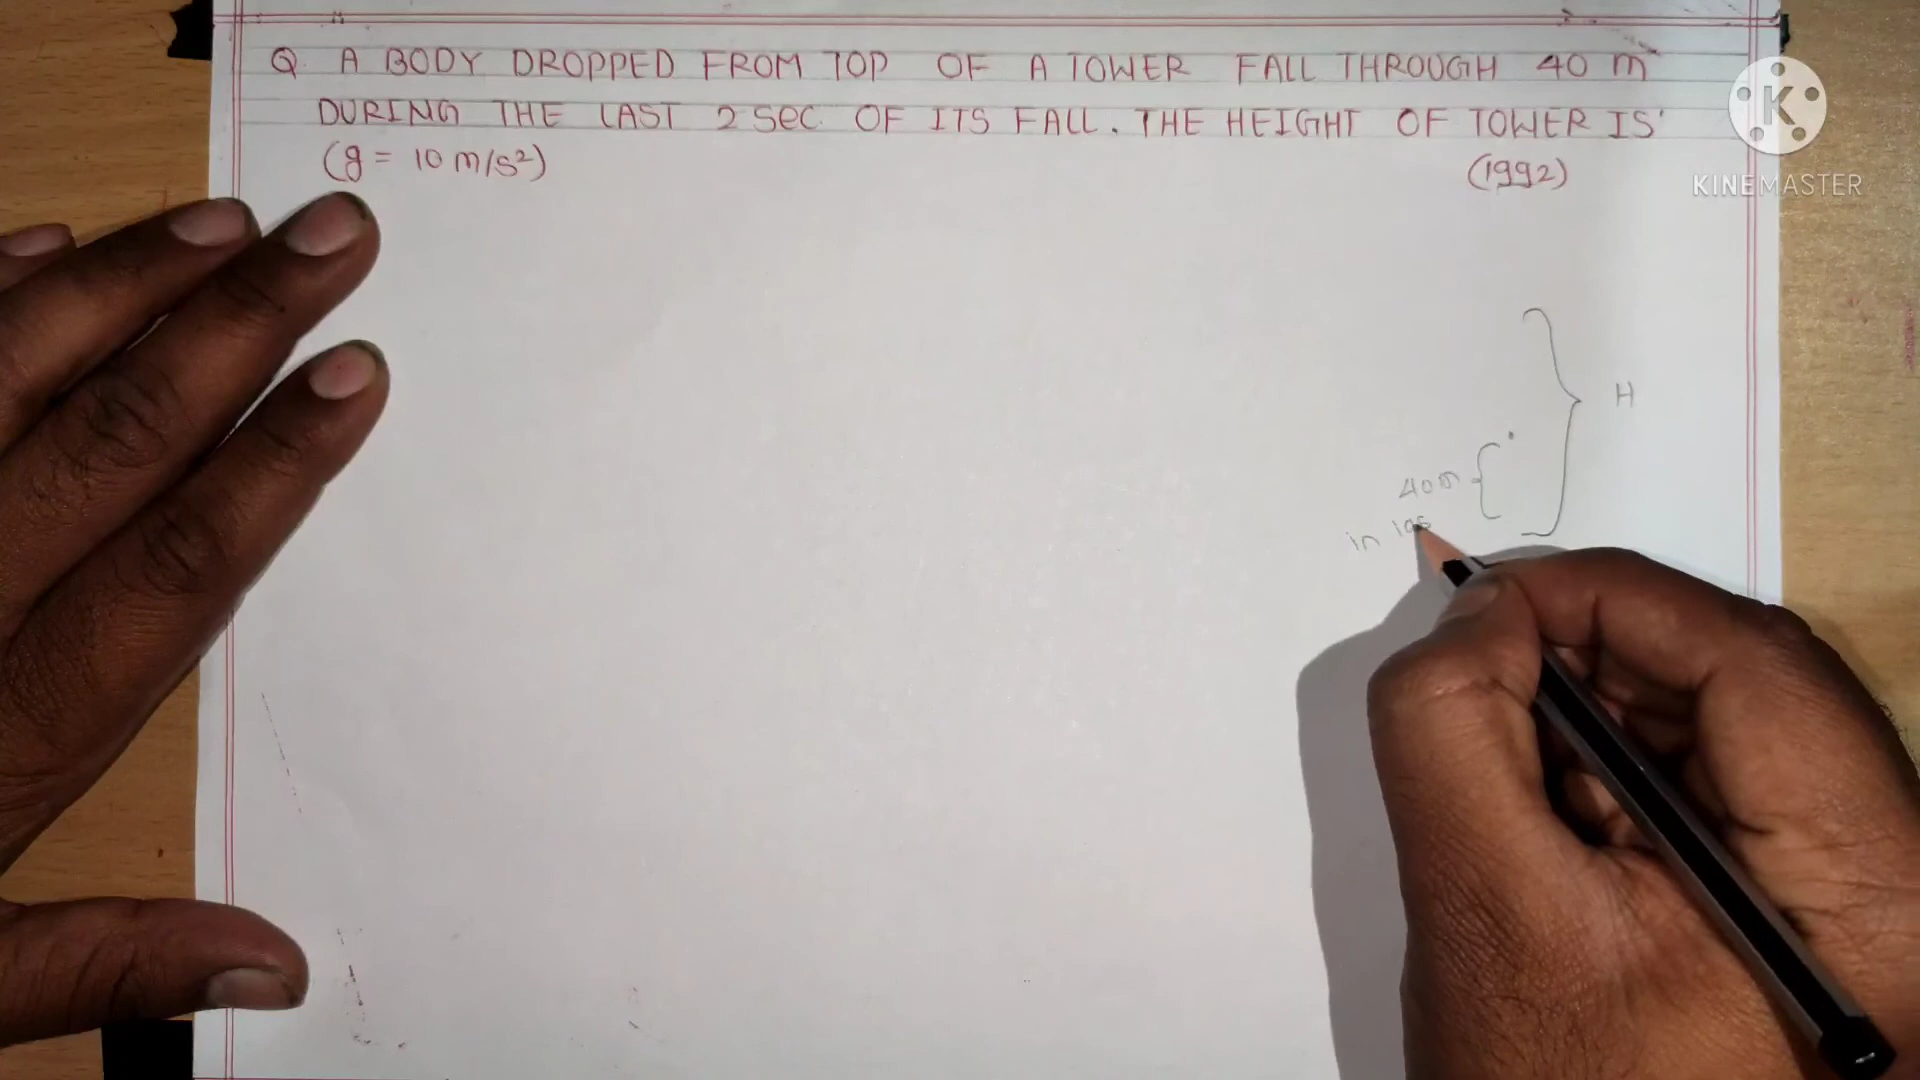 Q. A BODY DROPPED FROM TOP OF A TOWER FALL THROUGH 40 m
DURING THE LAST 2 SEC. OF ITS FALL. THE HEIGHT OF TOWER IS
(g = 10 m/s²)
(1992)
KINEMASTER
H
40m
in las